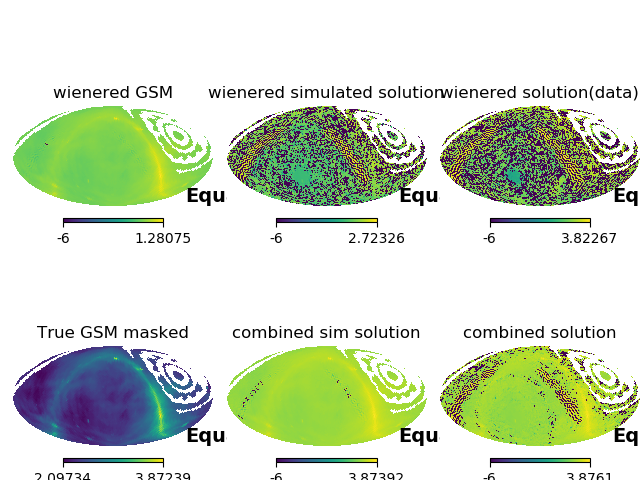 wienered GSM
wienered simulated solution
wienered solution(data)
Equ
Equ
Eq
-6 1.28075
-6 2.72326
-6 3.82267
True GSM masked
combined sim solution
combined solution
Equ
Equ
Eq
2.09734 3.87239
-6 3.87392
-6 3.8761